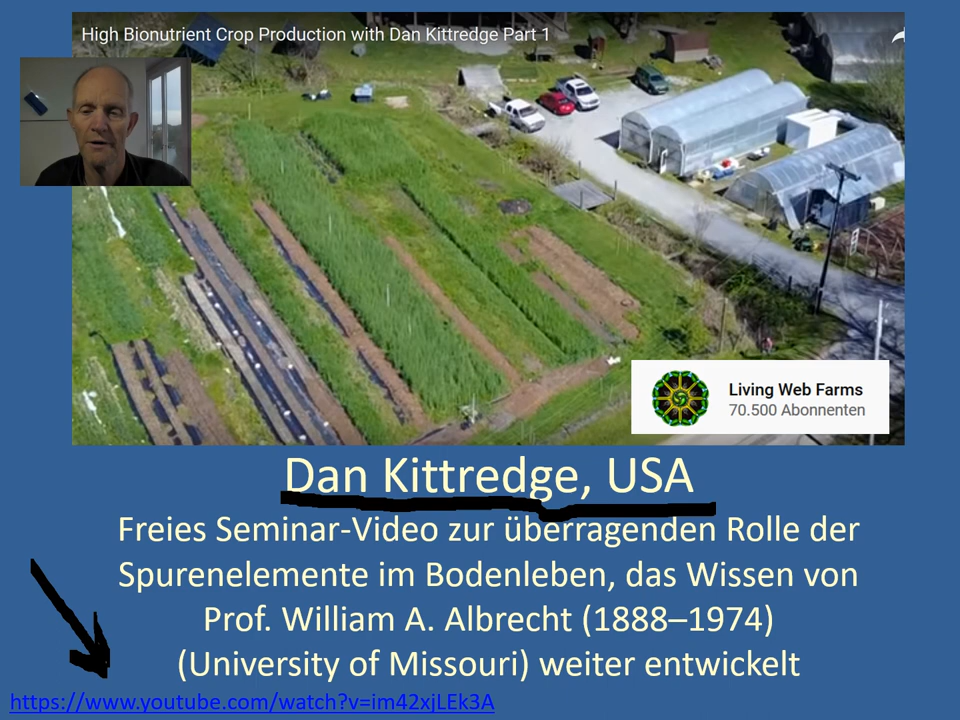 High Bionutrient Crop Production with Dan Kittredge Part 1
Living Web Farms
70.500 Abonnenten
Dan Kittredge, USA
Freies Seminar-Video zur überragenden Rolle der
Spurenelemente im Bodenleben, das Wissen von
Prof. William A. Albrecht (1888–1974)
(University of Missouri) weiter entwickelt
https://www.youtube.com/watch?v=im42xjLEk3A